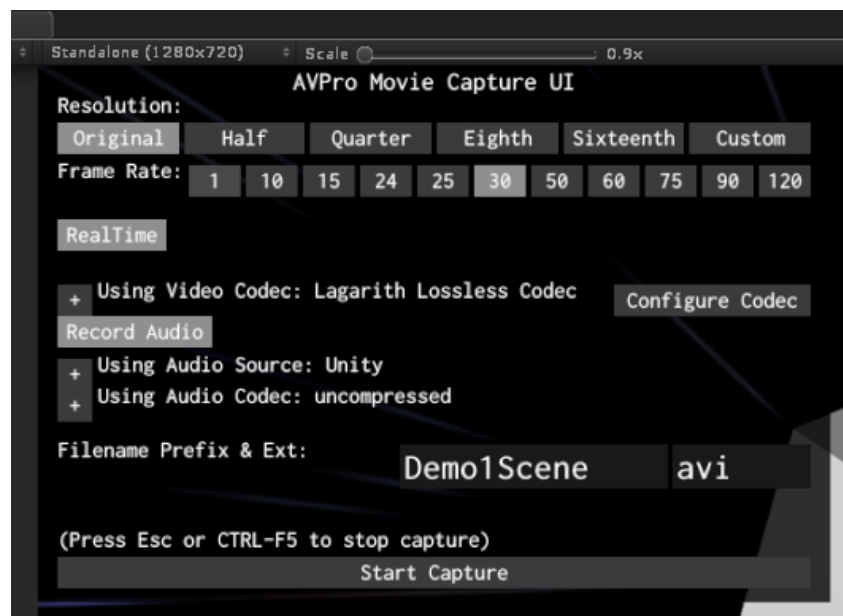 Standalone (1280x720) Scale 0.9x
AVPro Movie Capture UI
Resolution:
Original Half Quarter Eighth Sixteenth Custom
Frame Rate: 1 10 15 24 25 30 50 60 75 90 120
RealTime
+ Using Video Codec: Lagarith Lossless Codec Configure Codec
Record Audio
+ Using Audio Source: Unity
+ Using Audio Codec: uncompressed
Filename Prefix & Ext: Demo1Scene avi
(Press Esc or CTRL-F5 to stop capture)
Start Capture